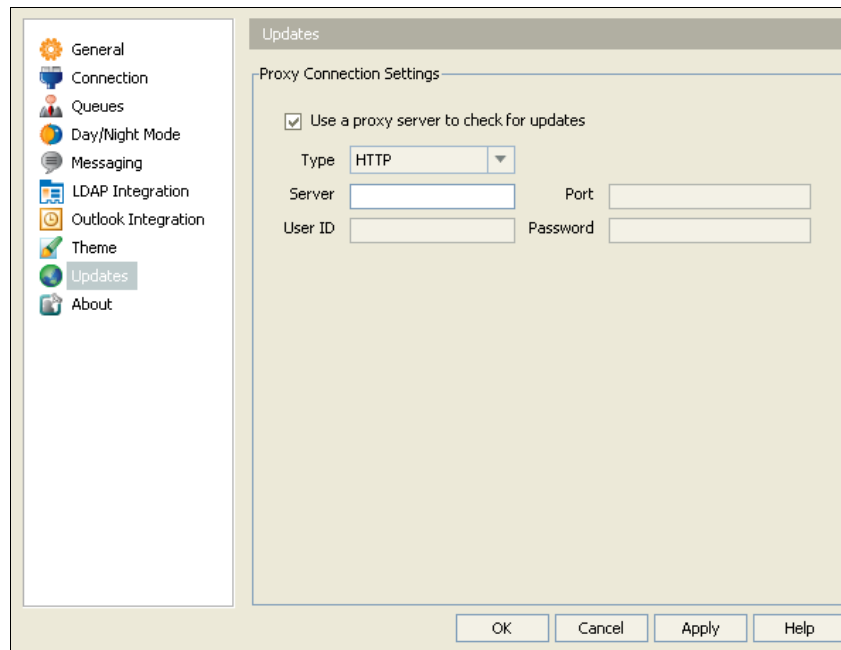 General
Connection
Queues
Day/Night Mode
Messaging
LDAP Integration
Outlook Integration
Theme
Updates
About
Updates
Proxy Connection Settings
Use a proxy server to check for updates
Type HTTP
Server Port
User ID Password
OK Cancel Apply Help